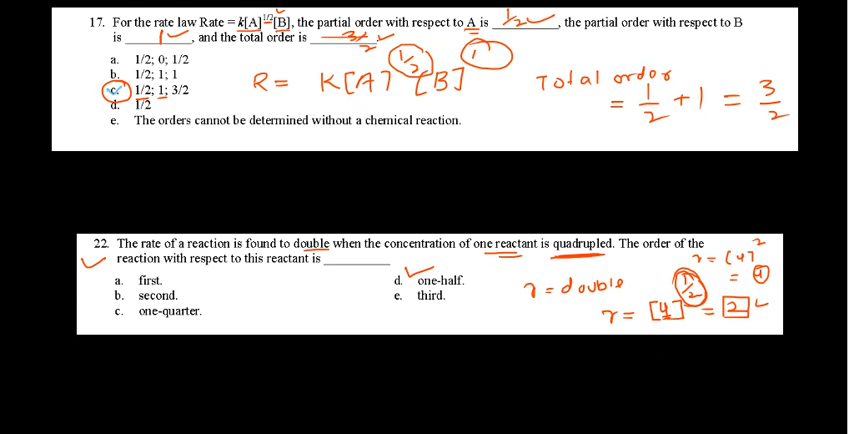 17. For the rate law Rate = k[A]1/2[B], the partial order with respect to A is 1/2, the partial order with respect to B
is 1, and the total order is 3/2.
a. 1/2; 0; 1/2
b. 1/2; 1; 1
c. 1/2; 1; 3/2
d. 1/2
e. The orders cannot be determined without a chemical reaction.
R = K[A]1/2 [B]1
Total order
= 1/2 + 1 = 3/2
22. The rate of a reaction is found to double when the concentration of one reactant is quadrupled. The order of the
reaction with respect to this reactant is __________
a. first.
b. second.
c. one-quarter.
d. one-half.
e. third.
r = double
r = [4]1/2 = 2
r = [4]2